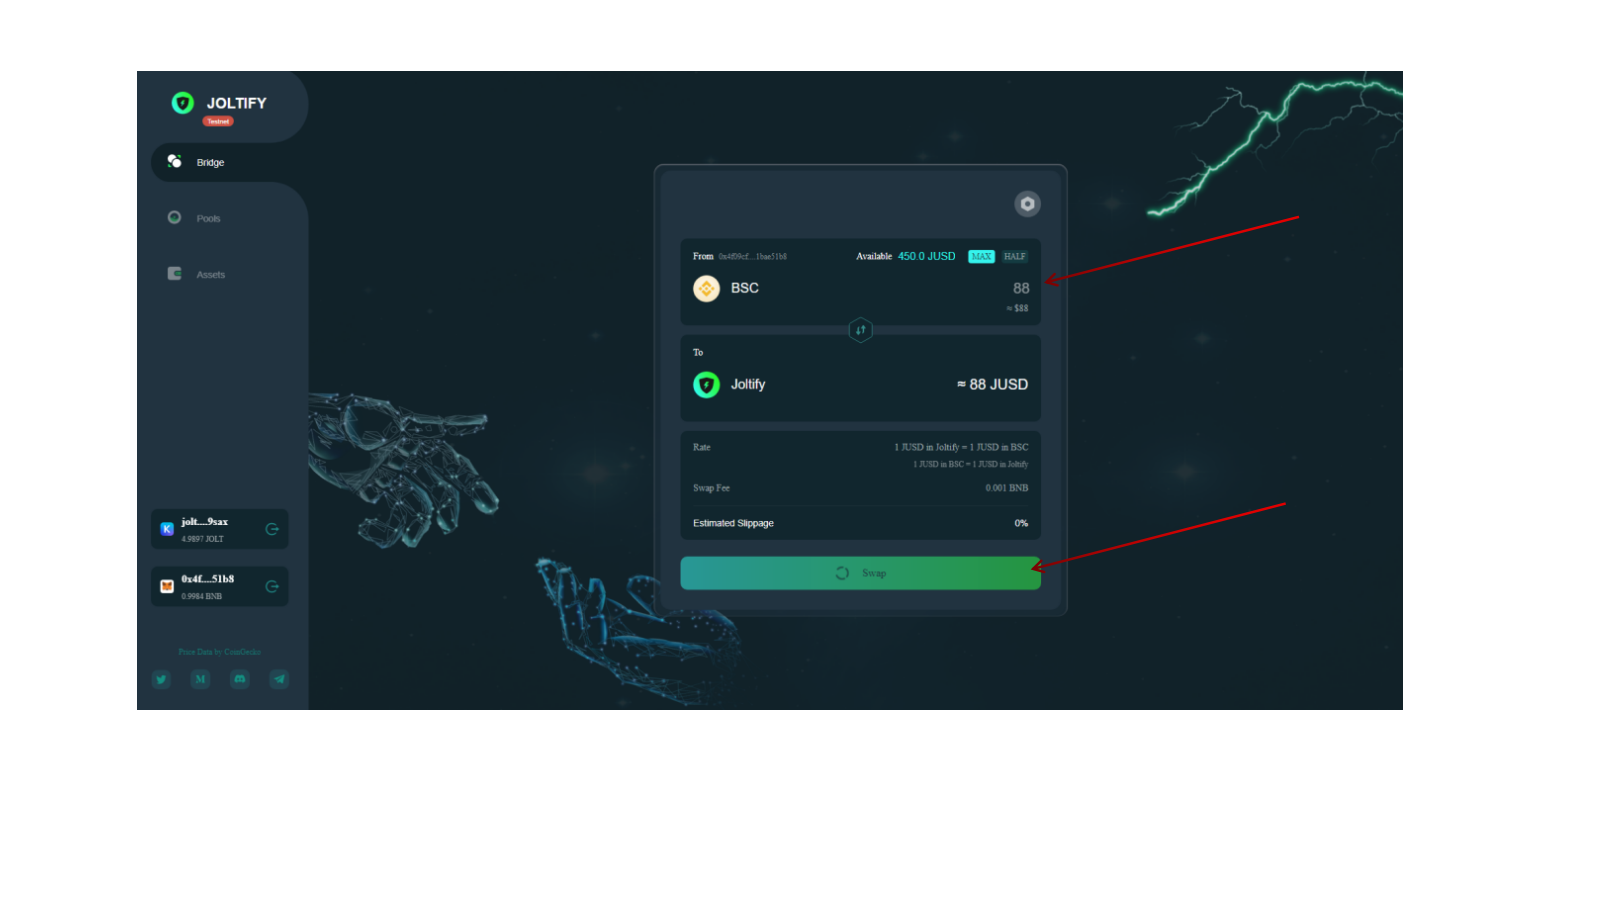 JOLTIFY
Testnet
Bridge
Pools
Assets
jolt....9sax
4.9897 JOLT
0x4f....51b8
0.9984 BNB
Price Data by CoinGecko
From 0x4f09cf...1bae51b8 Available 450.0 JUSD MAX HALF
BSC 88
≈ $88
To
Joltify ≈ 88 JUSD
Rate 1 JUSD in Joltify = 1 JUSD in BSC
1 JUSD in BSC = 1 JUSD in Joltify
Swap Fee 0.001 BNB
Estimated Slippage 0%
Swap